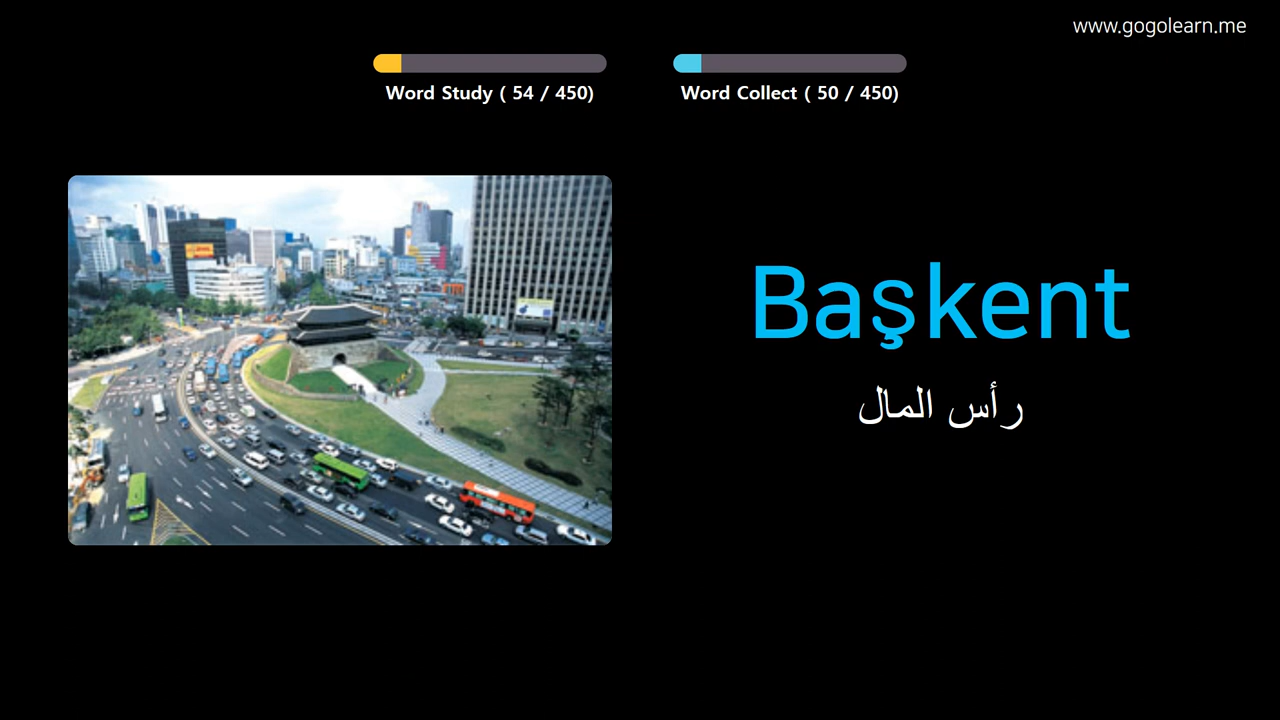 www.gogolearn.me
Word Study ( 54 / 450)
Word Collect ( 50 / 450)
Başkent
رأس المال